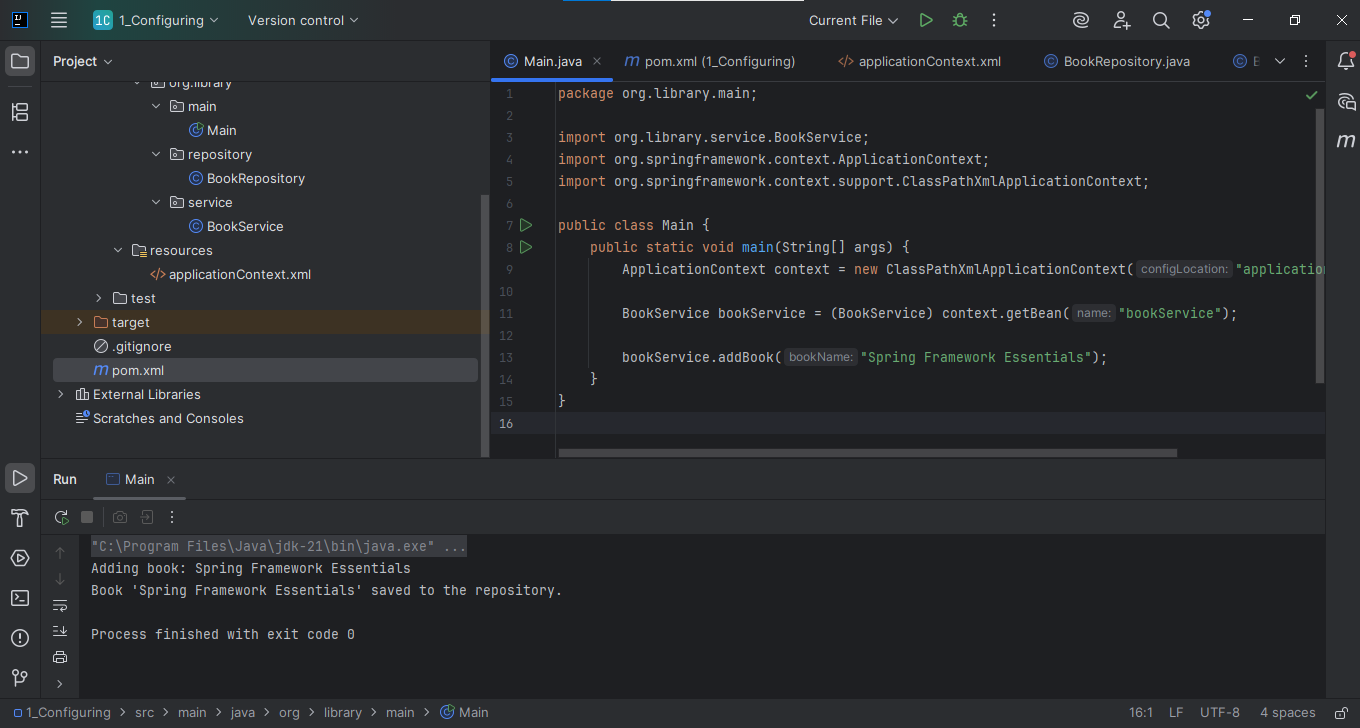 1C 1_Configuring Version control Current File
Project
Main.java pom.xml (1_Configuring) applicationContext.xml BookRepository.java
org.library
main
Main
repository
BookRepository
service
BookService
resources
applicationContext.xml
test
target
.gitignore
pom.xml
External Libraries
Scratches and Consoles
1 package org.library.main;
2
3 import org.library.service.BookService;
4 import org.springframework.context.ApplicationContext;
5 import org.springframework.context.support.ClassPathXmlApplicationContext;
6
7 public class Main {
8 public static void main(String[] args) {
9 ApplicationContext context = new ClassPathXmlApplicationContext( configLocation: "applicatio
10
11 BookService bookService = (BookService) context.getBean( name: "bookService");
12
13 bookService.addBook( bookName: "Spring Framework Essentials");
14 }
15 }
16
Run Main
"C:\Program Files\Java\jdk-21\bin\java.exe" ...
Adding book: Spring Framework Essentials
Book 'Spring Framework Essentials' saved to the repository.
Process finished with exit code 0
1_Configuring > src > main > java > org > library > main > Main 16:1 LF UTF-8 4 spaces